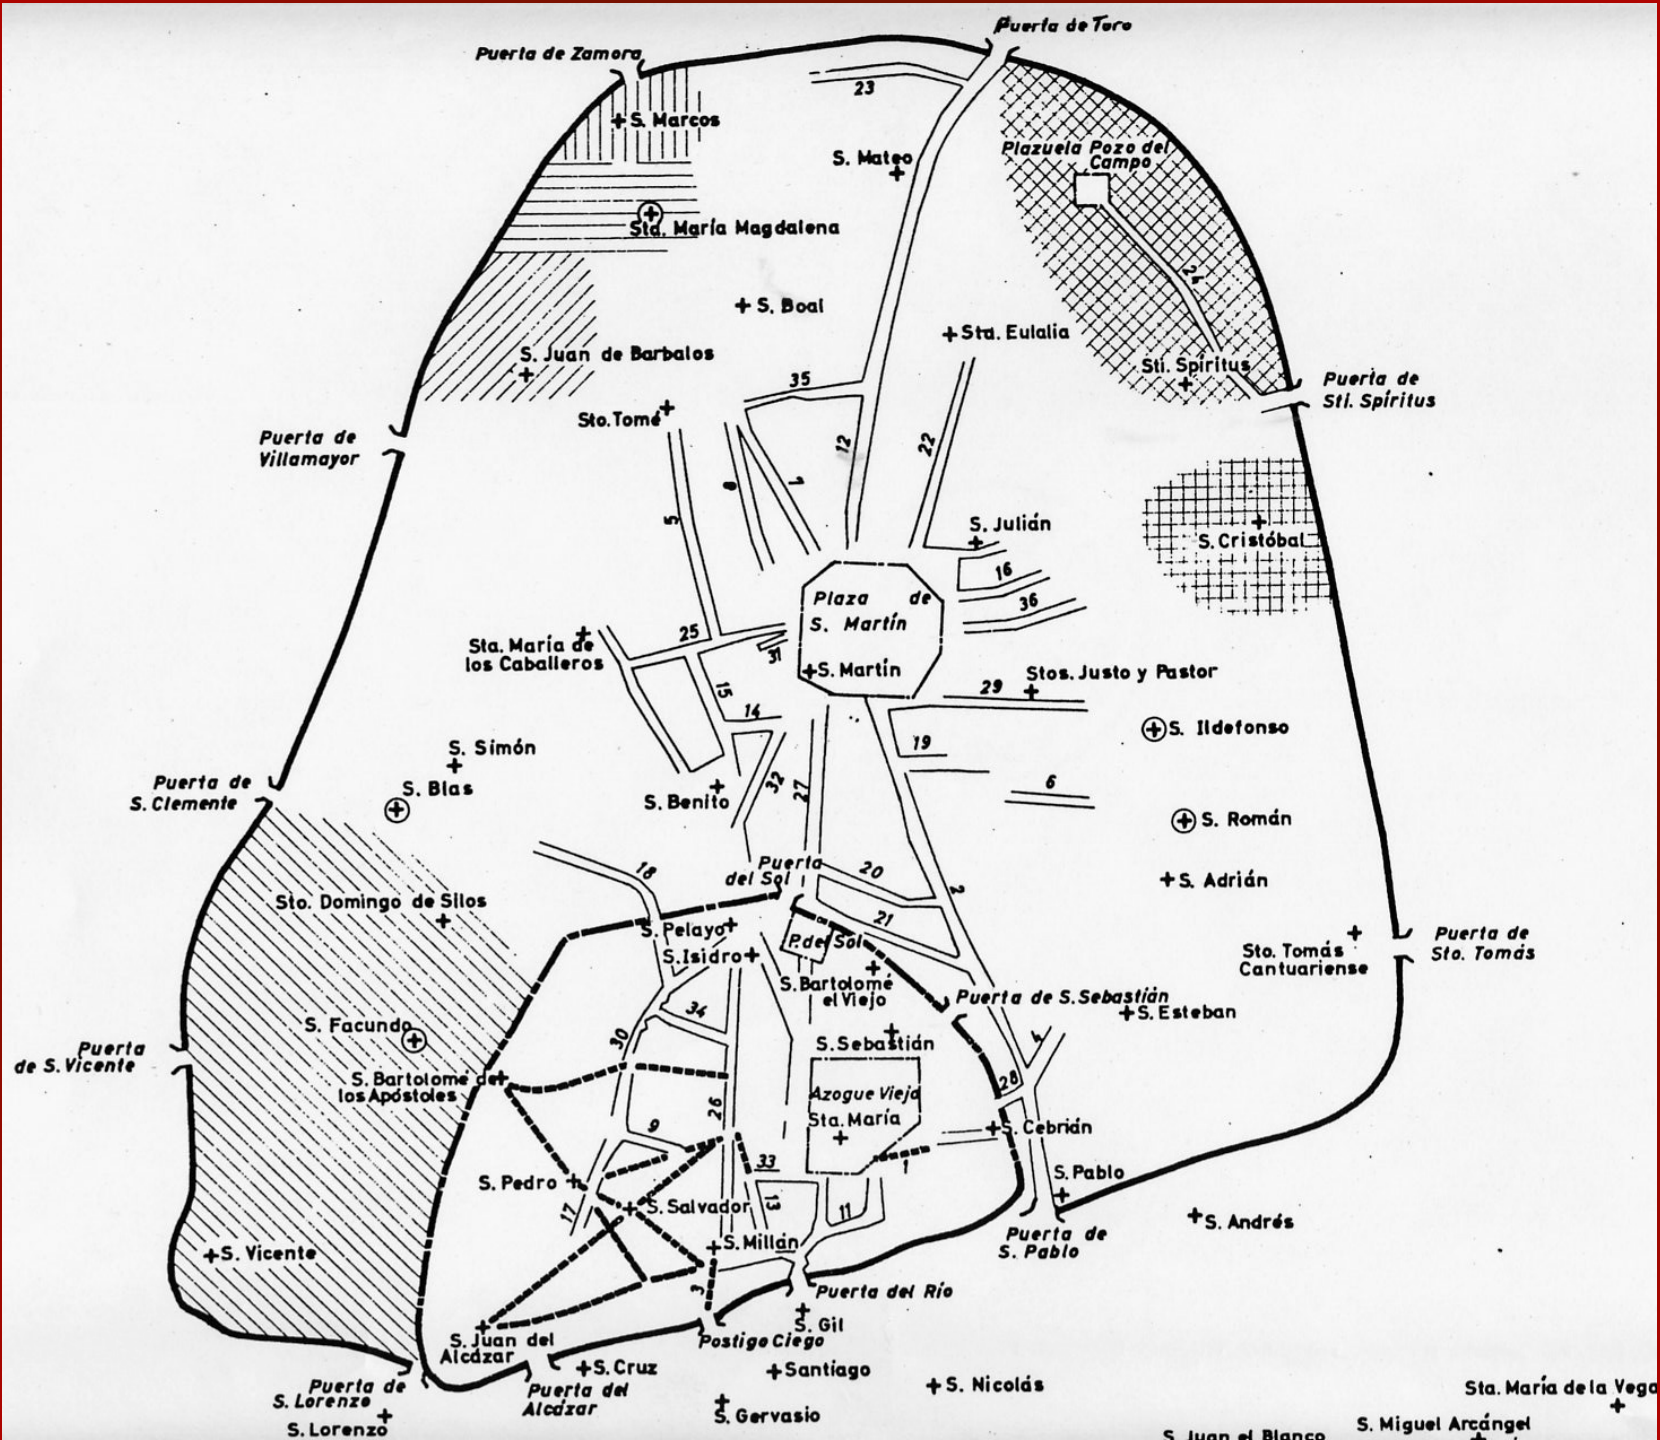 Puerta de Toro
Puerta de Zamora
23
S. Marcos
S. Mateo
Plazuela Pozo del
Campo
Sta. María Magdalena
24
S. Boal
Sta. Eulalia
S. Juan de Barbalos
Sti. Spíritus
35
Puerta de
Sti. Spíritus
Sto. Tomé
12
22
Puerta de
Villamayor
8
7
5
S. Julián
S. Cristóbal
16
36
Plaza de
S. Martín
S. Martín
25
31
Sta. María de
los Caballeros
15
14
29
Stos. Justo y Pastor
S. Ildefonso
19
S. Simón
S. Blas
Puerta de
S. Clemente
S. Benito
32
27
6
S. Román
18
Puerta
del Sol
20
21
2
S. Adrián
Sto. Domingo de Silos
S. Pelayo
S. Isidro
P. de Sol
S. Bartolomé
el Viejo
Sto. Tomás
Cantuariense
Puerta de
Sto. Tomás
Puerta de S. Sebastián
S. Esteban
34
30
S. Facundo
S. Sebastián
4
28
Puerta
de S. Vicente
S. Bartolomé de
los Apóstoles
Azogue Viejo
Sta. María
26
9
S. Cebrián
1
33
S. Pedro
S. Pablo
17
S. Salvador
13
11
S. Andrés
S. Millán
Puerta de
S. Pablo
S. Vicente
3
Puerta del Río
S. Gil
S. Juan del
Alcázar
Postigo Ciego
S. Cruz
Santiago
Puerta de
S. Lorenzo
S. Lorenzo
Puerta del
Alcázar
S. Nicolás
S. Gervasio
Sta. María de la Vega
S. Miguel Arcángel
S. Juan el Blanco